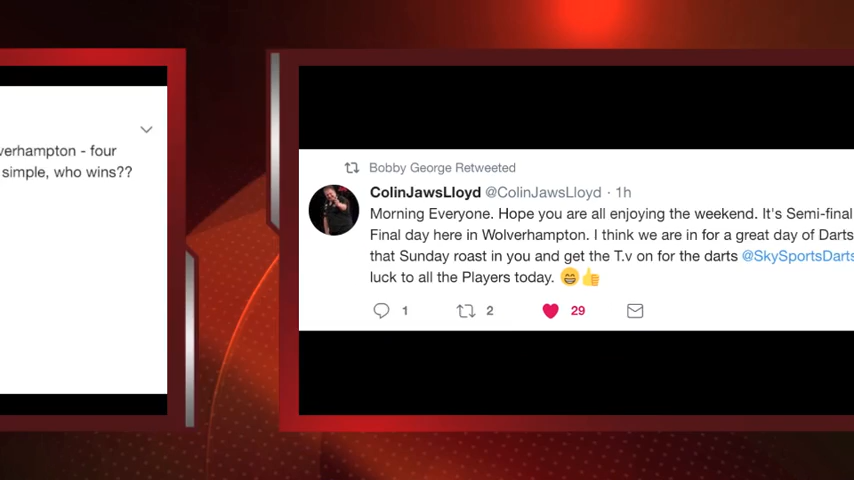 verhampton - four
simple, who wins??
Bobby George Retweeted
ColinJawsLloyd @ColinJawsLloyd · 1h
Morning Everyone. Hope you are all enjoying the weekend. It's Semi-final
Final day here in Wolverhampton. I think we are in for a great day of Darts
that Sunday roast in you and get the T.v on for the darts @SkySportsDarts
luck to all the Players today. 😁👍
1 2 29